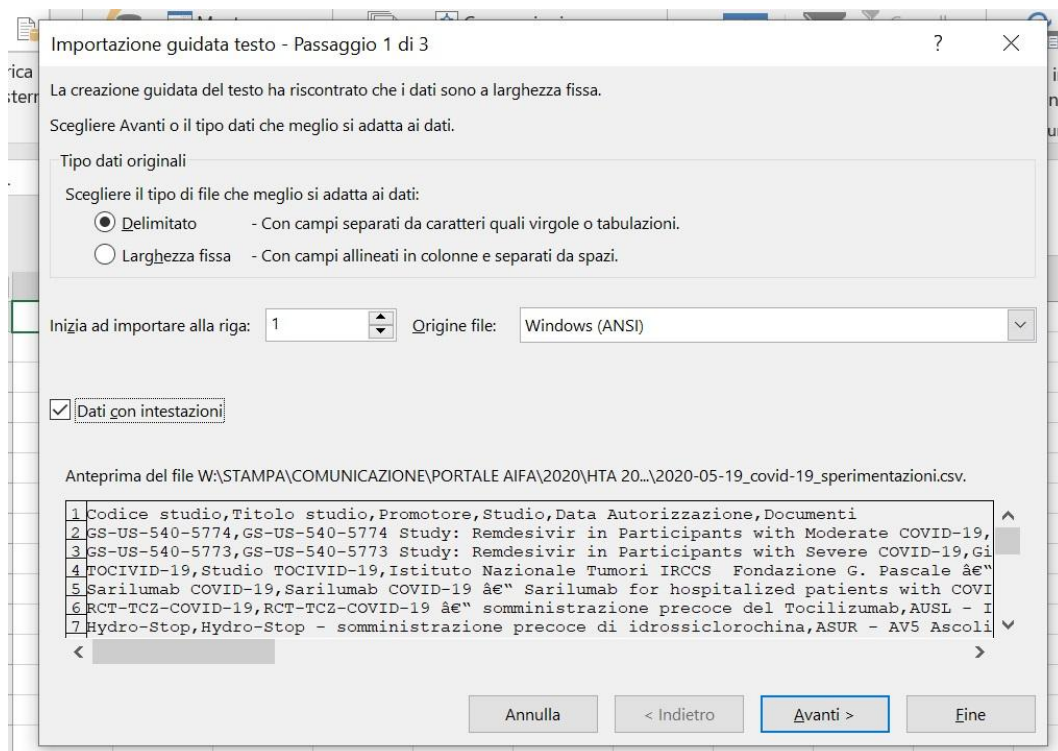 Importazione guidata testo - Passaggio 1 di 3 ?
La creazione guidata del testo ha riscontrato che i dati sono a larghezza fissa.
Scegliere Avanti o il tipo dati che meglio si adatta ai dati.
Tipo dati originali
Scegliere il tipo di file che meglio si adatta ai dati:
Delimitato - Con campi separati da caratteri quali virgole o tabulazioni.
Larghezza fissa - Con campi allineati in colonne e separati da spazi.
Inizia ad importare alla riga: 1 Origine file: Windows (ANSI)
Dati con intestazioni
Anteprima del file W:\STAMPA\COMUNICAZIONE\PORTALE AIFA\2020\HTA 20...\2020-05-19_covid-19_sperimentazioni.csv.
1 Codice studio,Titolo studio,Promotore,Studio,Data Autorizzazione,Documenti
2 GS-US-540-5774,GS-US-540-5774 Study: Remdesivir in Participants with Moderate COVID-19,
3 GS-US-540-5773,GS-US-540-5773 Study: Remdesivir in Participants with Severe COVID-19,Gi
4 TOCIVID-19,Studio TOCIVID-19,Istituto Nazionale Tumori IRCCS  Fondazione G. Pascale â€“
5 Sarilumab COVID-19,Sarilumab COVID-19 â€“ Sarilumab for hospitalized patients with COVI
6 RCT-TCZ-COVID-19,RCT-TCZ-COVID-19 â€“ somministrazione precoce del Tocilizumab,AUSL - I
7 Hydro-Stop,Hydro-Stop - somministrazione precoce di idrossiclorochina,ASUR - AV5 Ascoli
Annulla < Indietro Avanti > Fine